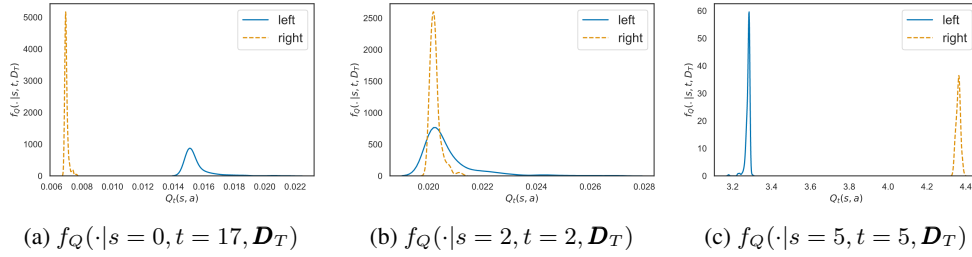 5000
4000
3000
2000
1000
0
f_Q(. |s, t, D_T)
0.006 0.008 0.010 0.012 0.014 0.016 0.018 0.020 0.022
Q_t(s, a)
left
right
2500
2000
1500
1000
500
0
f_Q(. |s, t, D_T)
0.020 0.022 0.024 0.026 0.028
Q_t(s, a)
left
right
60
50
40
30
20
10
0
f_Q(. |s, t, D_T)
3.2 3.4 3.6 3.8 4.0 4.2 4.4
Q_t(s, a)
left
right
(a) f_Q(·|s = 0, t = 17, D_T)
(b) f_Q(·|s = 2, t = 2, D_T)
(c) f_Q(·|s = 5, t = 5, D_T)